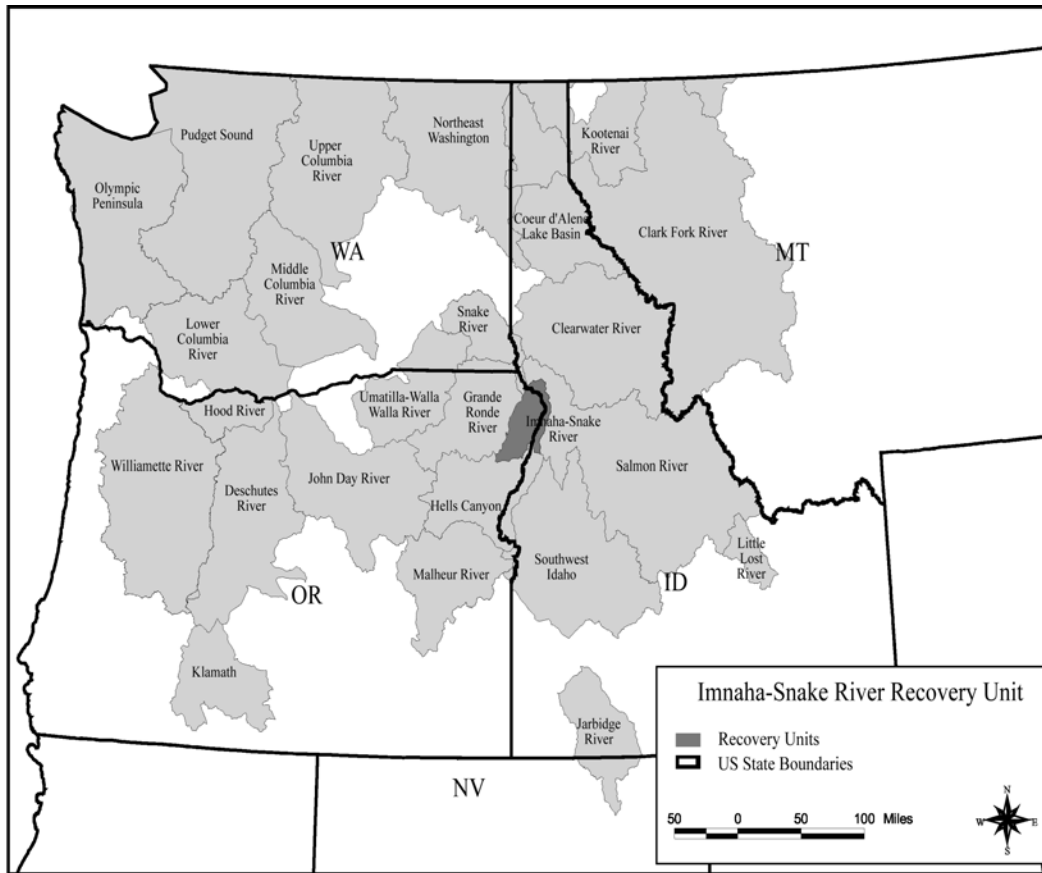 Pudget Sound
Northeast
Washington
Kootenai
River
Upper
Columbia
River
Olympic
Peninsula
Coeur d'Alene
Lake Basin
Clark Fork River
WA
MT
Middle
Columbia
River
Snake
River
Lower
Columbia
River
Clearwater River
Umatilla-Walla
Walla River
Grande
Ronde
River
Hood River
Imnaha-Snake
River
Williamette River
Salmon River
John Day River
Deschutes
River
Hells Canyon
Southwest
Idaho
Little
Lost
River
Malheur River
OR
ID
Klamath
Jarbidge
River
NV
Imnaha-Snake River Recovery Unit
Recovery Units
US State Boundaries
50 0 50 100 Miles
N
W E
S